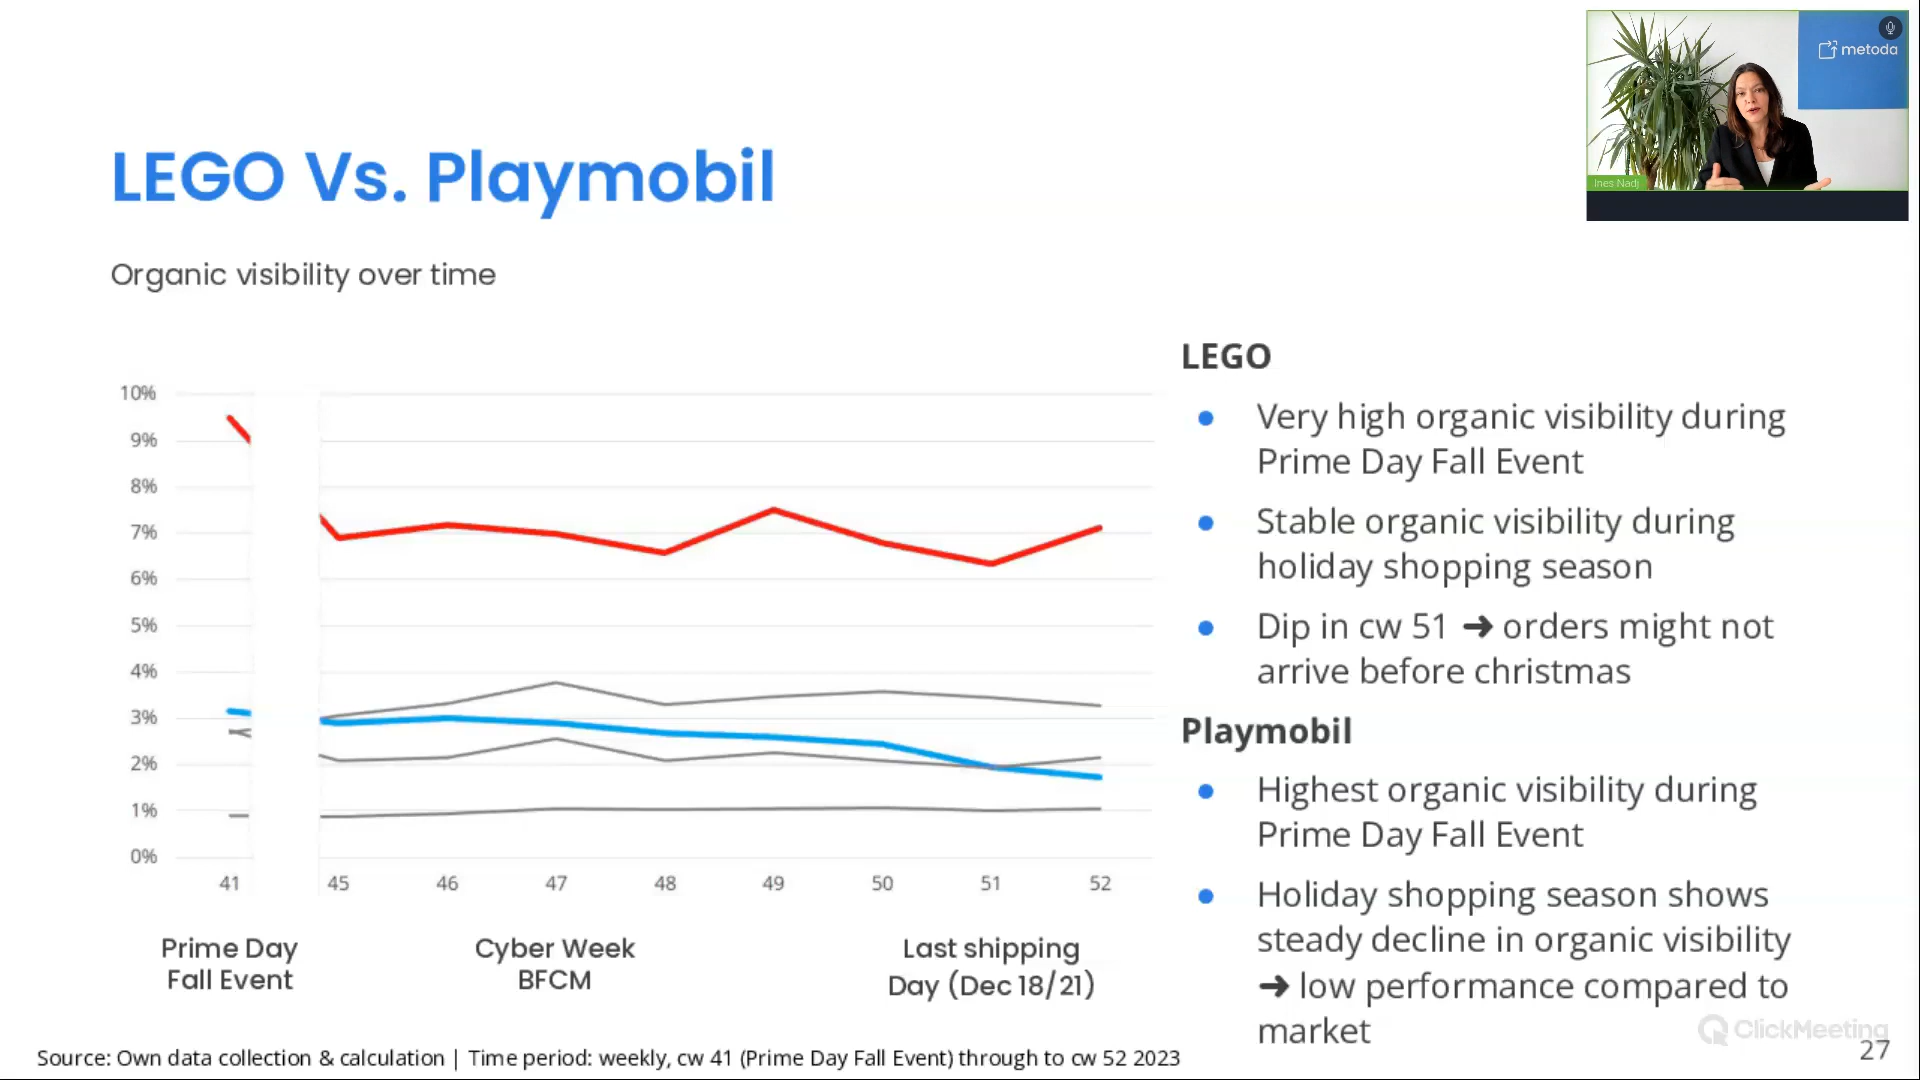 metoda
Ines Nadj
LEGO Vs. Playmobil
Organic visibility over time
10%
9%
8%
7%
6%
5%
4%
3%
2%
1%
0%
41 45 46 47 48 49 50 51 52
Prime Day
Fall Event
Cyber Week
BFCM
Last shipping
Day (Dec 18/21)
LEGO
● Very high organic visibility during
Prime Day Fall Event
● Stable organic visibility during
holiday shopping season
● Dip in cw 51 ➜ orders might not
arrive before christmas
Playmobil
● Highest organic visibility during
Prime Day Fall Event
● Holiday shopping season shows
steady decline in organic visibility
➜ low performance compared to
market
ClickMeeting
27
Source: Own data collection & calculation | Time period: weekly, cw 41 (Prime Day Fall Event) through to cw 52 2023